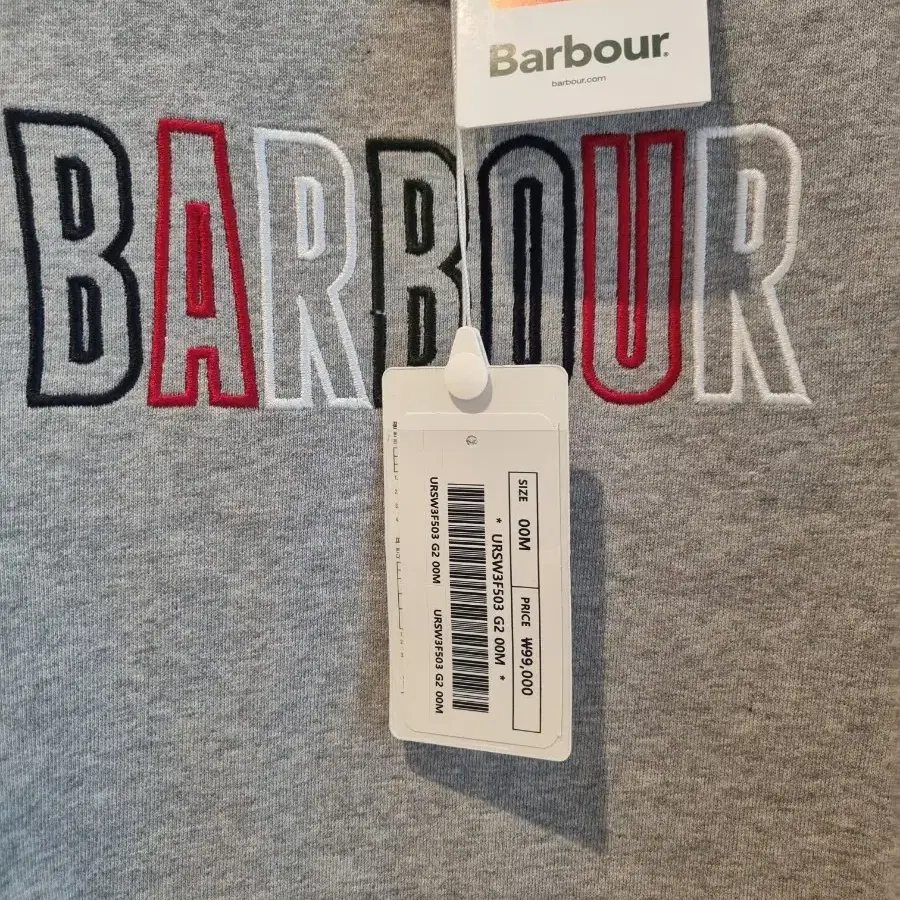 Barbour.
barbour.com
BARBOUR
SIZE 00M PRICE ₩99,000
* URSW3F503 G2 00M *
URSW3F503 G2 00M URSW3F503 G2 00M